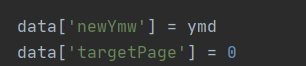 data['newYmw'] = ymd
data['targetPage'] = 0